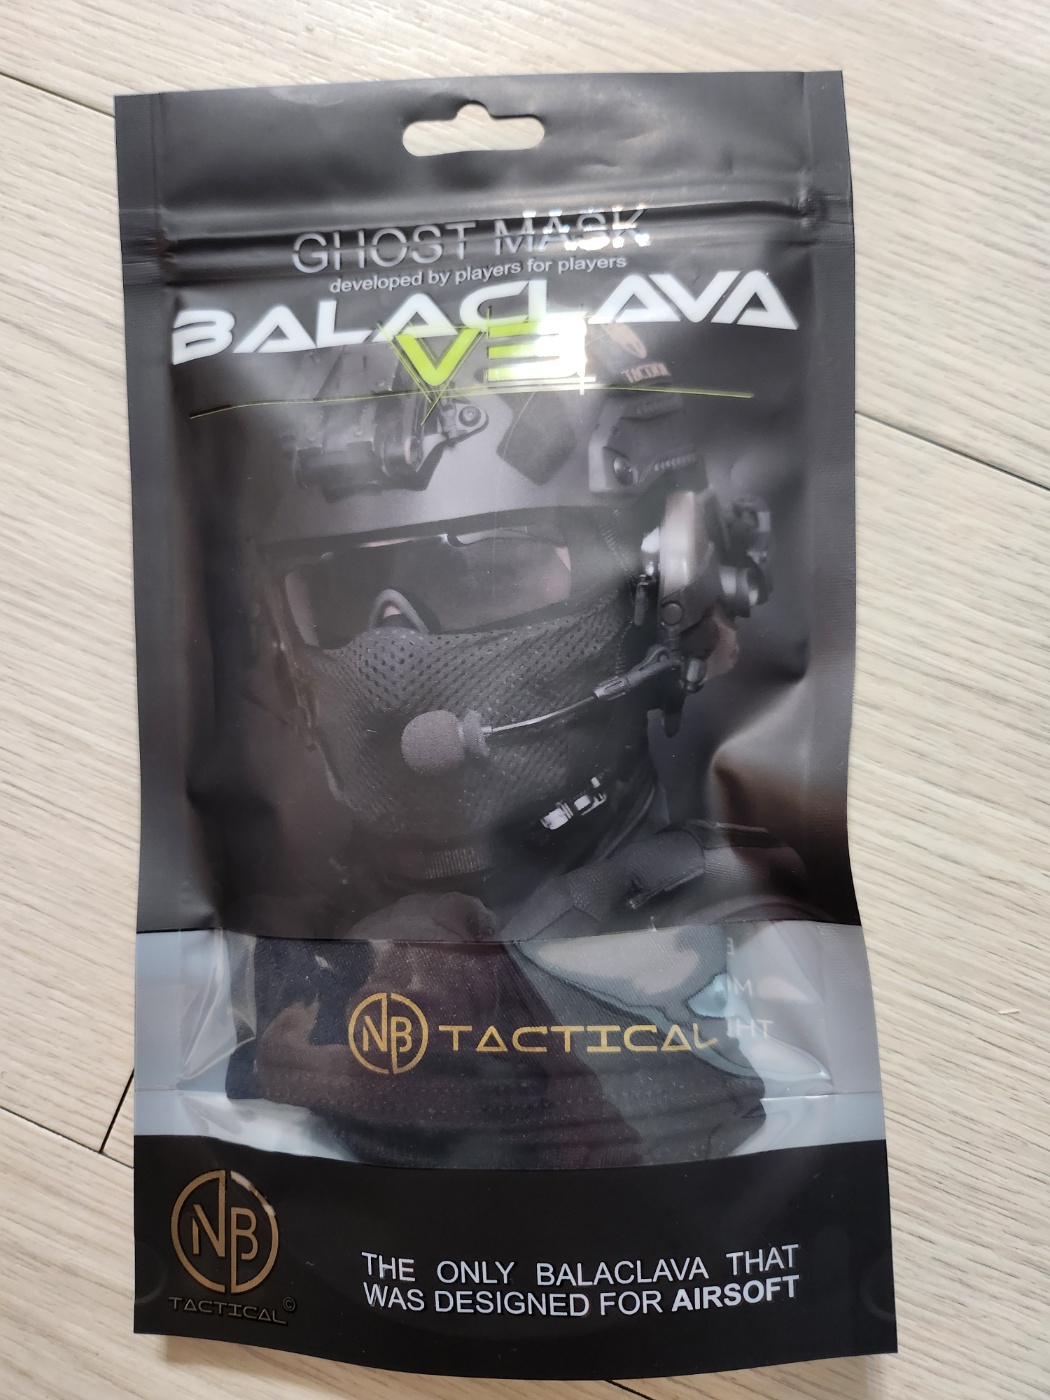 GHOST MASK
developed by players for players
BALACLAVA
V3
TACTICAL
NB TACTICAL
NB
TACTICAL©
THE ONLY BALACLAVA THAT
WAS DESIGNED FOR AIRSOFT